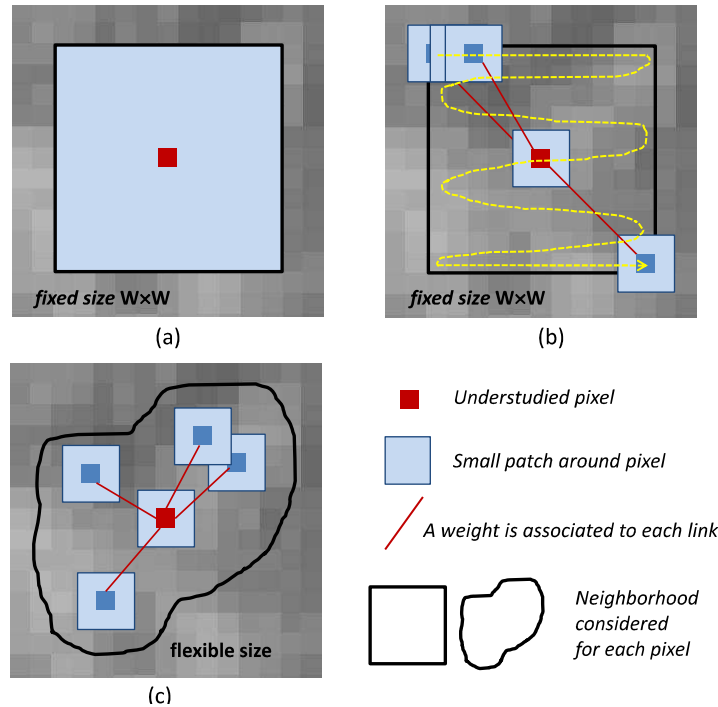 fixed size W×W
(a)
fixed size W×W
(b)
flexible size
(c)
Understudied pixel
Small patch around pixel
A weight is associated to each link
Neighborhood
considered
for each pixel